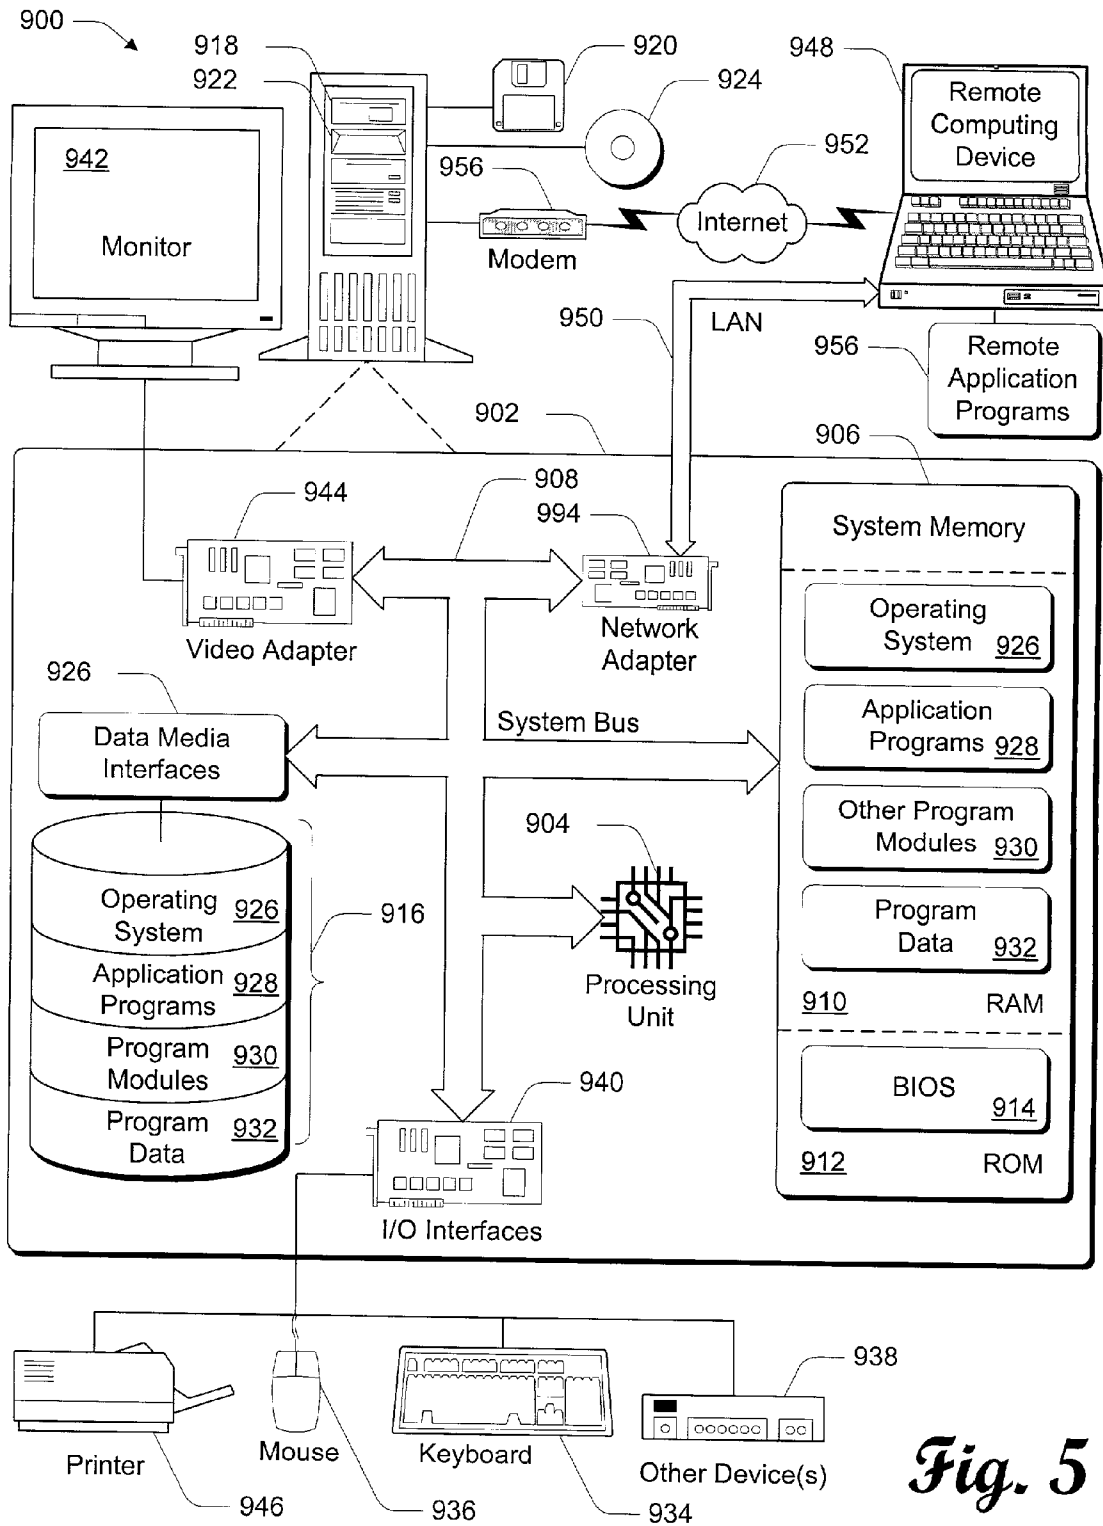 900
918
922
920
924
948
942
Monitor
956
Modem
952
Internet
Remote
Computing
Device
950
LAN
956
Remote
Application
Programs
902
906
908
944
994
Video Adapter
Network
Adapter
System Memory
Operating
System 926
Application
Programs 928
Other Program
Modules 930
Program
Data 932
910 RAM
BIOS
914
912 ROM
926
Data Media
Interfaces
System Bus
904
Processing
Unit
Operating
System 926
916
Application
Programs 928
Program
Modules 930
Program
Data 932
940
I/O Interfaces
Printer
946
Mouse
936
Keyboard
934
938
Other Device(s)
Fig. 5